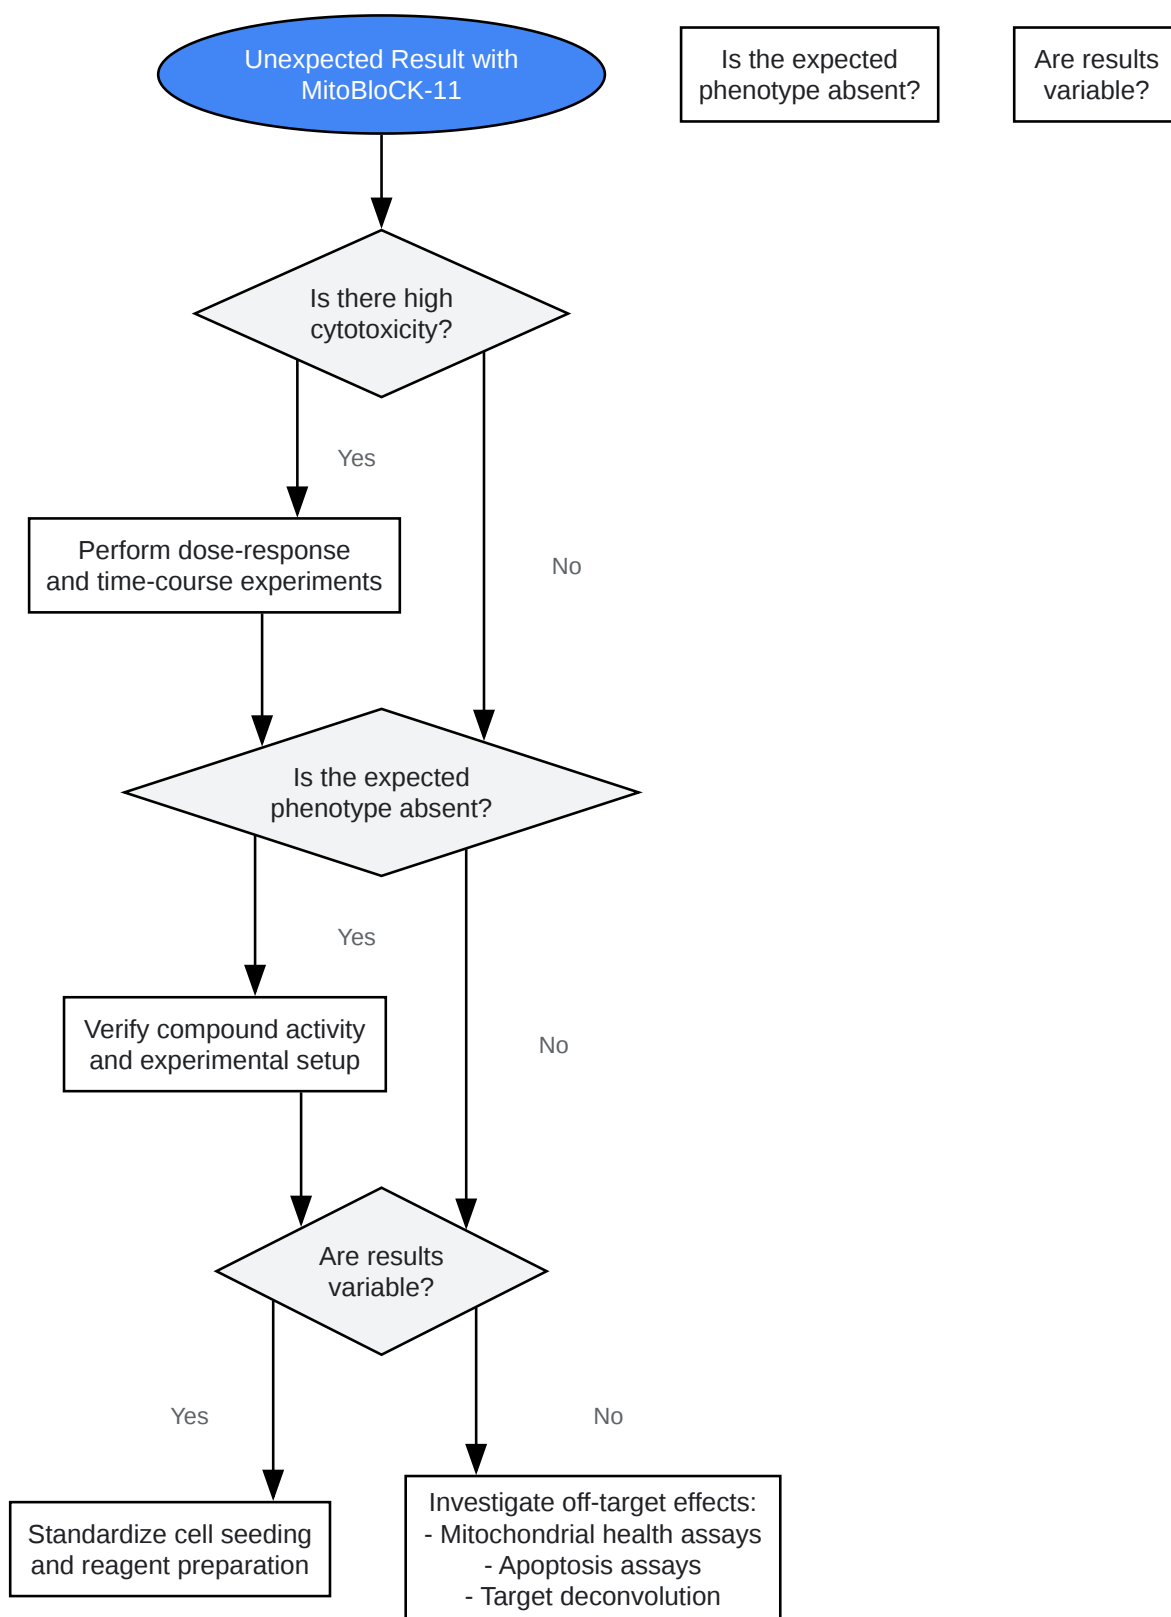 Unexpected Result with
MitoBloCK-11
Is the expected
phenotype absent?
Are results
variable?
Is there high
cytotoxicity?
Yes
Perform dose-response
and time-course experiments
No
Is the expected
phenotype absent?
Yes
Verify compound activity
and experimental setup
No
Are results
variable?
Yes
No
Standardize cell seeding
and reagent preparation
Investigate off-target effects:
- Mitochondrial health assays
- Apoptosis assays
- Target deconvolution